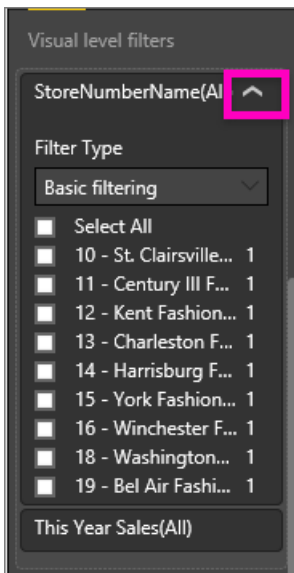 Visual level filters
StoreNumberName(Al
Filter Type
Basic filtering
Select All
10 - St. Clairsville... 1
11 - Century III F... 1
12 - Kent Fashion... 1
13 - Charleston F... 1
14 - Harrisburg F... 1
15 - York Fashion... 1
16 - Winchester F... 1
18 - Washington... 1
19 - Bel Air Fashi... 1
This Year Sales(All)